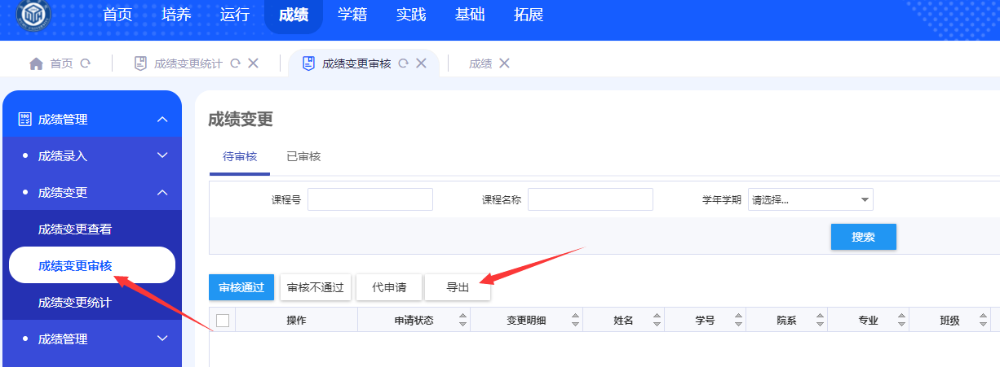 首页 培养 运行 成绩 学籍 实践 基础 拓展
首页 成绩变更统计 成绩变更审核 成绩
成绩管理
成绩录入
成绩变更
成绩变更查看
成绩变更审核
成绩变更统计
成绩管理
成绩变更
待审核 已审核
课程号 课程名称 学年学期 请选择...
搜索
审核通过 审核不通过 代申请 导出
操作 申请状态 变更明细 姓名 学号 院系 专业 班级